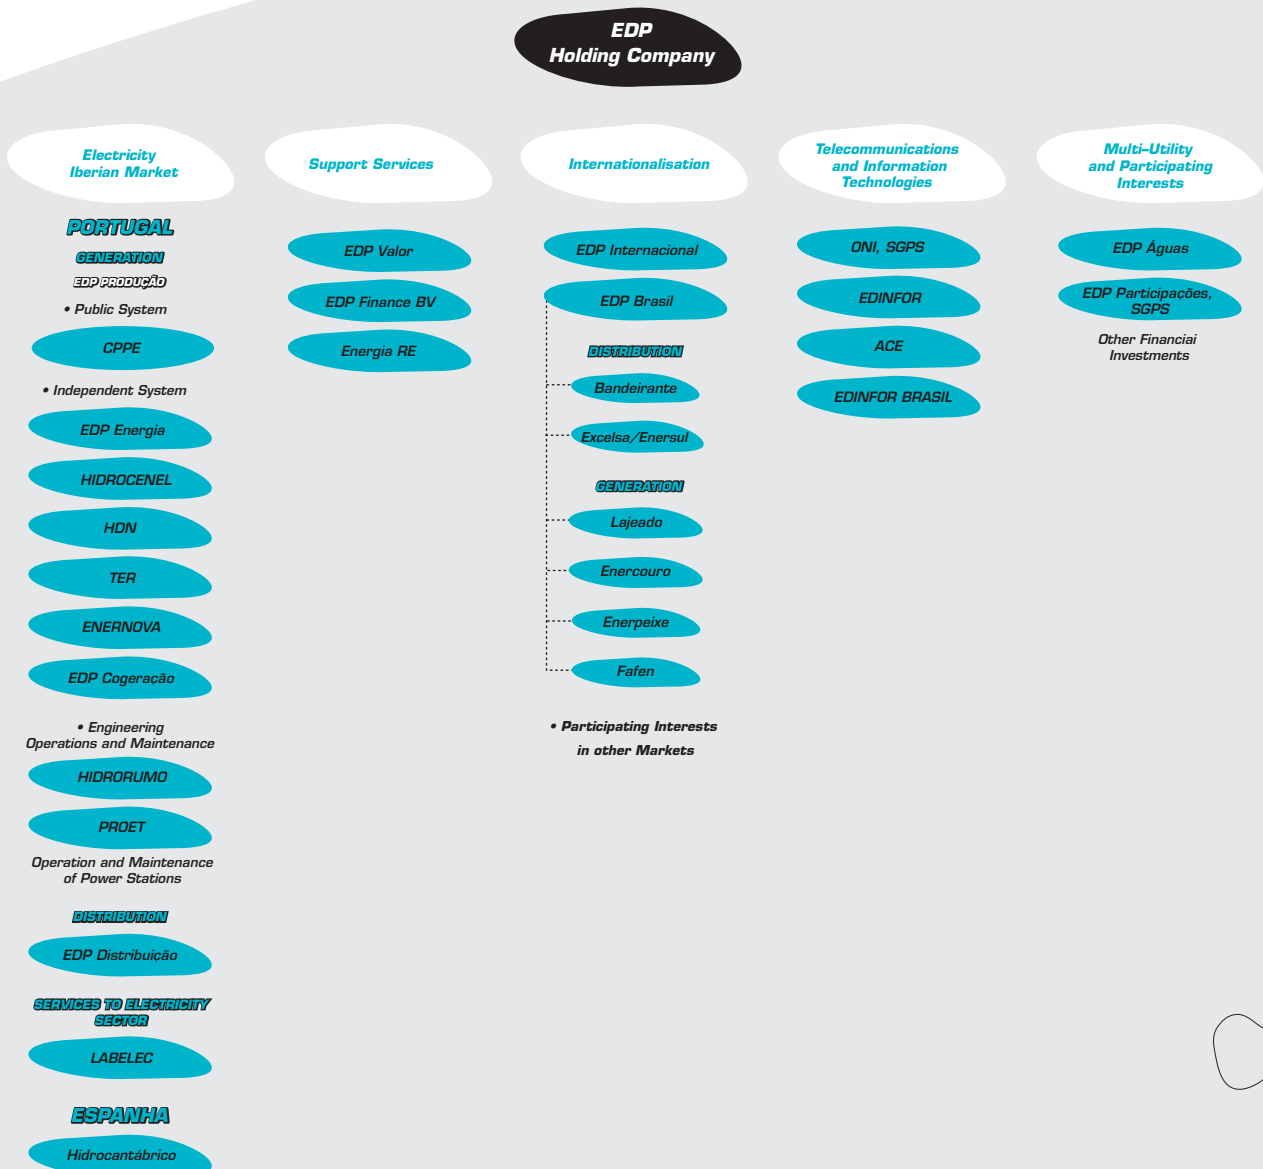 EDP
Holding Company
Electricity
Iberian Market
PORTUGAL
GENERATION
EDP PRODUÇÃO
• Public System
CPPE
• Independent System
EDP Energia
HIDROCENEL
HDN
TER
ENERNOVA
EDP Cogeração
• Engineering
Operations and Maintenance
HIDRORUMO
PROET
Operation and Maintenance
of Power Stations
DISTRIBUTION
EDP Distribuição
SERVICES TO ELECTRICITY
SECTOR
LABELEC
ESPANHA
Hidrocantábrico
Support Services
EDP Valor
EDP Finance BV
Energia RE
Internationalisation
EDP Internacional
EDP Brasil
DISTRIBUTION
Bandeirante
Excelsa/Enersul
GENERATION
Lajeado
Enercouro
Enerpeixe
Fafen
• Participating Interests
in other Markets
Telecommunications
and Information
Technologies
ONI, SGPS
EDINFOR
ACE
EDINFOR BRASIL
Multi-Utility
and Participating
Interests
EDP Águas
EDP Participações,
SGPS
Other Financiai
Investments